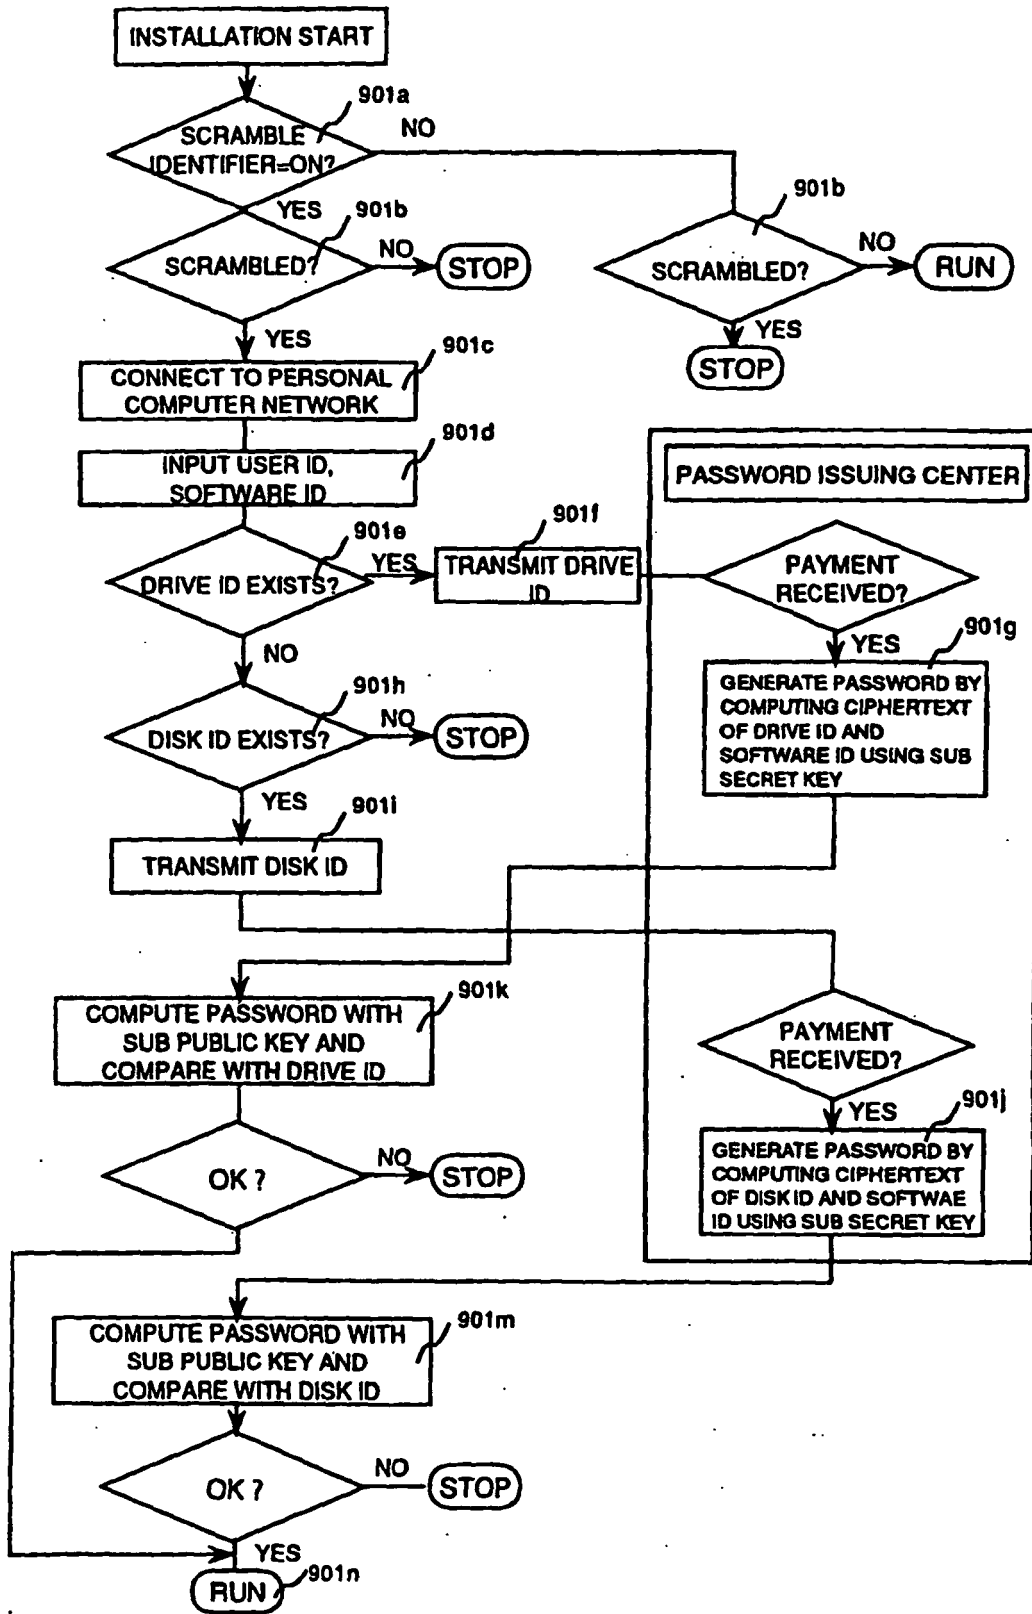 INSTALLATION START
901a
SCRAMBLE
IDENTIFIER=ON?
NO
YES
901b
SCRAMBLED?
NO
STOP
901b
SCRAMBLED?
NO
RUN
YES
STOP
YES
901c
CONNECT TO PERSONAL
COMPUTER NETWORK
901d
INPUT USER ID,
SOFTWARE ID
PASSWORD ISSUING CENTER
901e
DRIVE ID EXISTS?
YES
901f
TRANSMIT DRIVE
ID
PAYMENT
RECEIVED?
YES
901g
GENERATE PASSWORD BY
COMPUTING CIPHERTEXT
OF DRIVE ID AND
SOFTWARE ID USING SUB
SECRET KEY
NO
901h
DISK ID EXISTS?
NO
STOP
YES
901i
TRANSMIT DISK ID
901k
COMPUTE PASSWORD WITH
SUB PUBLIC KEY AND
COMPARE WITH DRIVE ID
PAYMENT
RECEIVED?
YES
901j
GENERATE PASSWORD BY
COMPUTING CIPHERTEXT
OF DISK ID AND SOFTWAE
ID USING SUB SECRET KEY
OK ?
NO
STOP
901m
COMPUTE PASSWORD WITH
SUB PUBLIC KEY AND
COMPARE WITH DISK ID
OK ?
NO
STOP
YES
RUN
901n